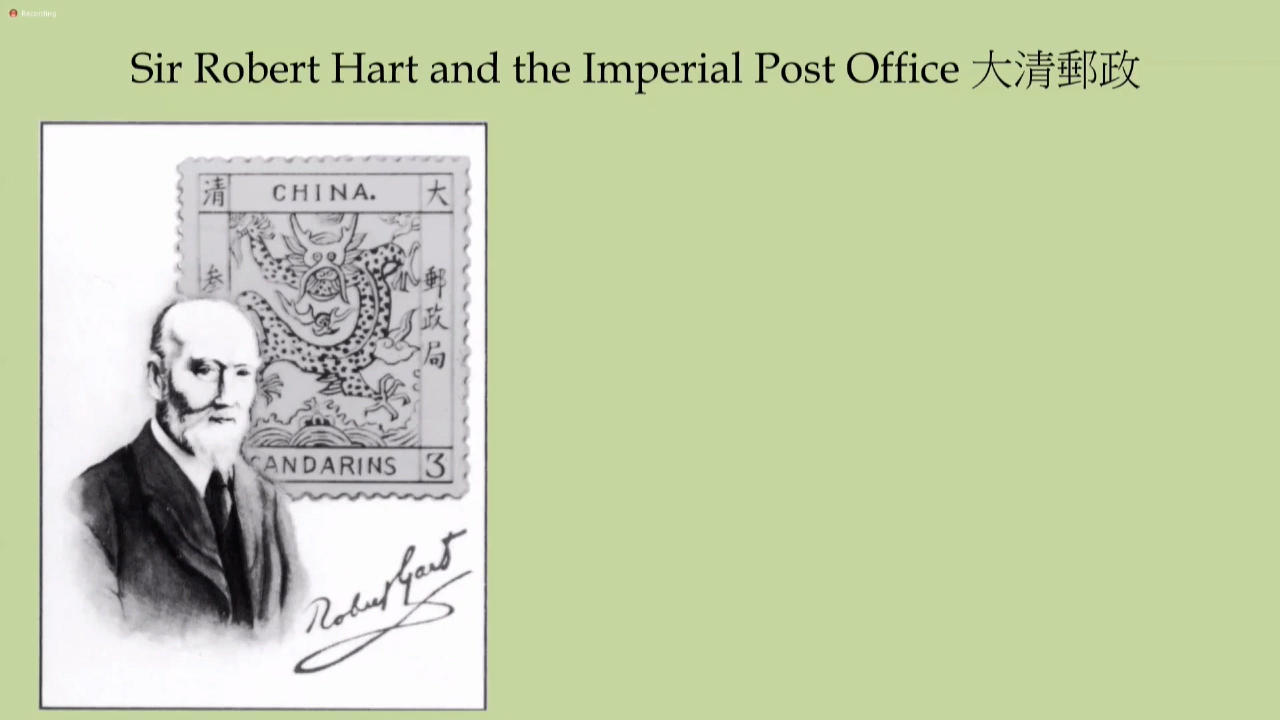 Recording
Sir Robert Hart and the Imperial Post Office 大清郵政
清 CHINA. 大
叁
郵政局
CANDARINS 3
Robert Hart